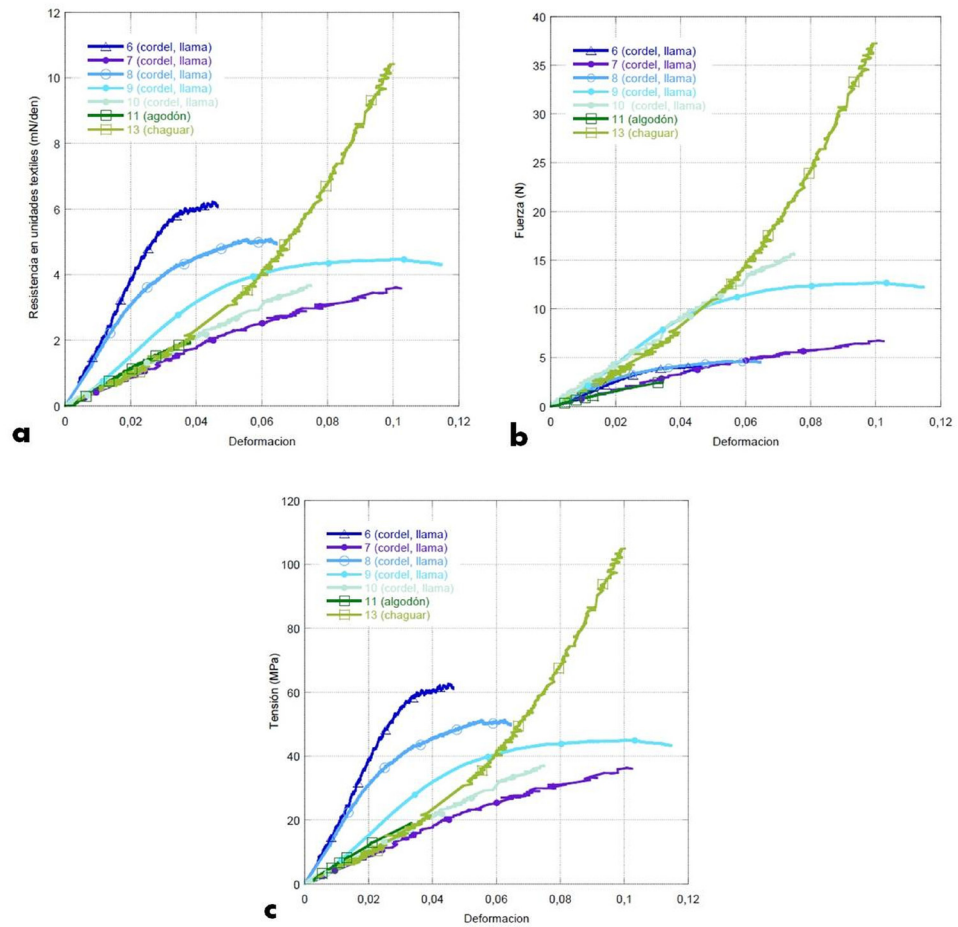 12
10
8
6
4
2
0
Resistencia en unidades textiles (mN/den)
6 (cordel, llama)
7 (cordel, llama)
8 (cordel, llama)
9 (cordel, llama)
10 (cordel, llama)
11 (agodón)
13 (chaguar)
0 0,02 0,04 0,06 0,08 0,1 0,12
Deformacion
a
40
35
30
25
20
15
10
5
0
Fuerza (N)
6 (cordel, llama)
7 (cordel, llama)
8 (cordel, llama)
9 (cordel, llama)
10 (cordel, llama)
11 (algodón)
13 (chaguar)
0 0,02 0,04 0,06 0,08 0,1 0,12
Deformacion
b
120
100
80
60
40
20
0
Tensión (MPa)
6 (cordel, llama)
7 (cordel, llama)
8 (cordel, llama)
9 (cordel, llama)
10 (cordel, llama)
11 (algodón)
13 (chaguar)
0 0,02 0,04 0,06 0,08 0,1 0,12
Deformacion
c